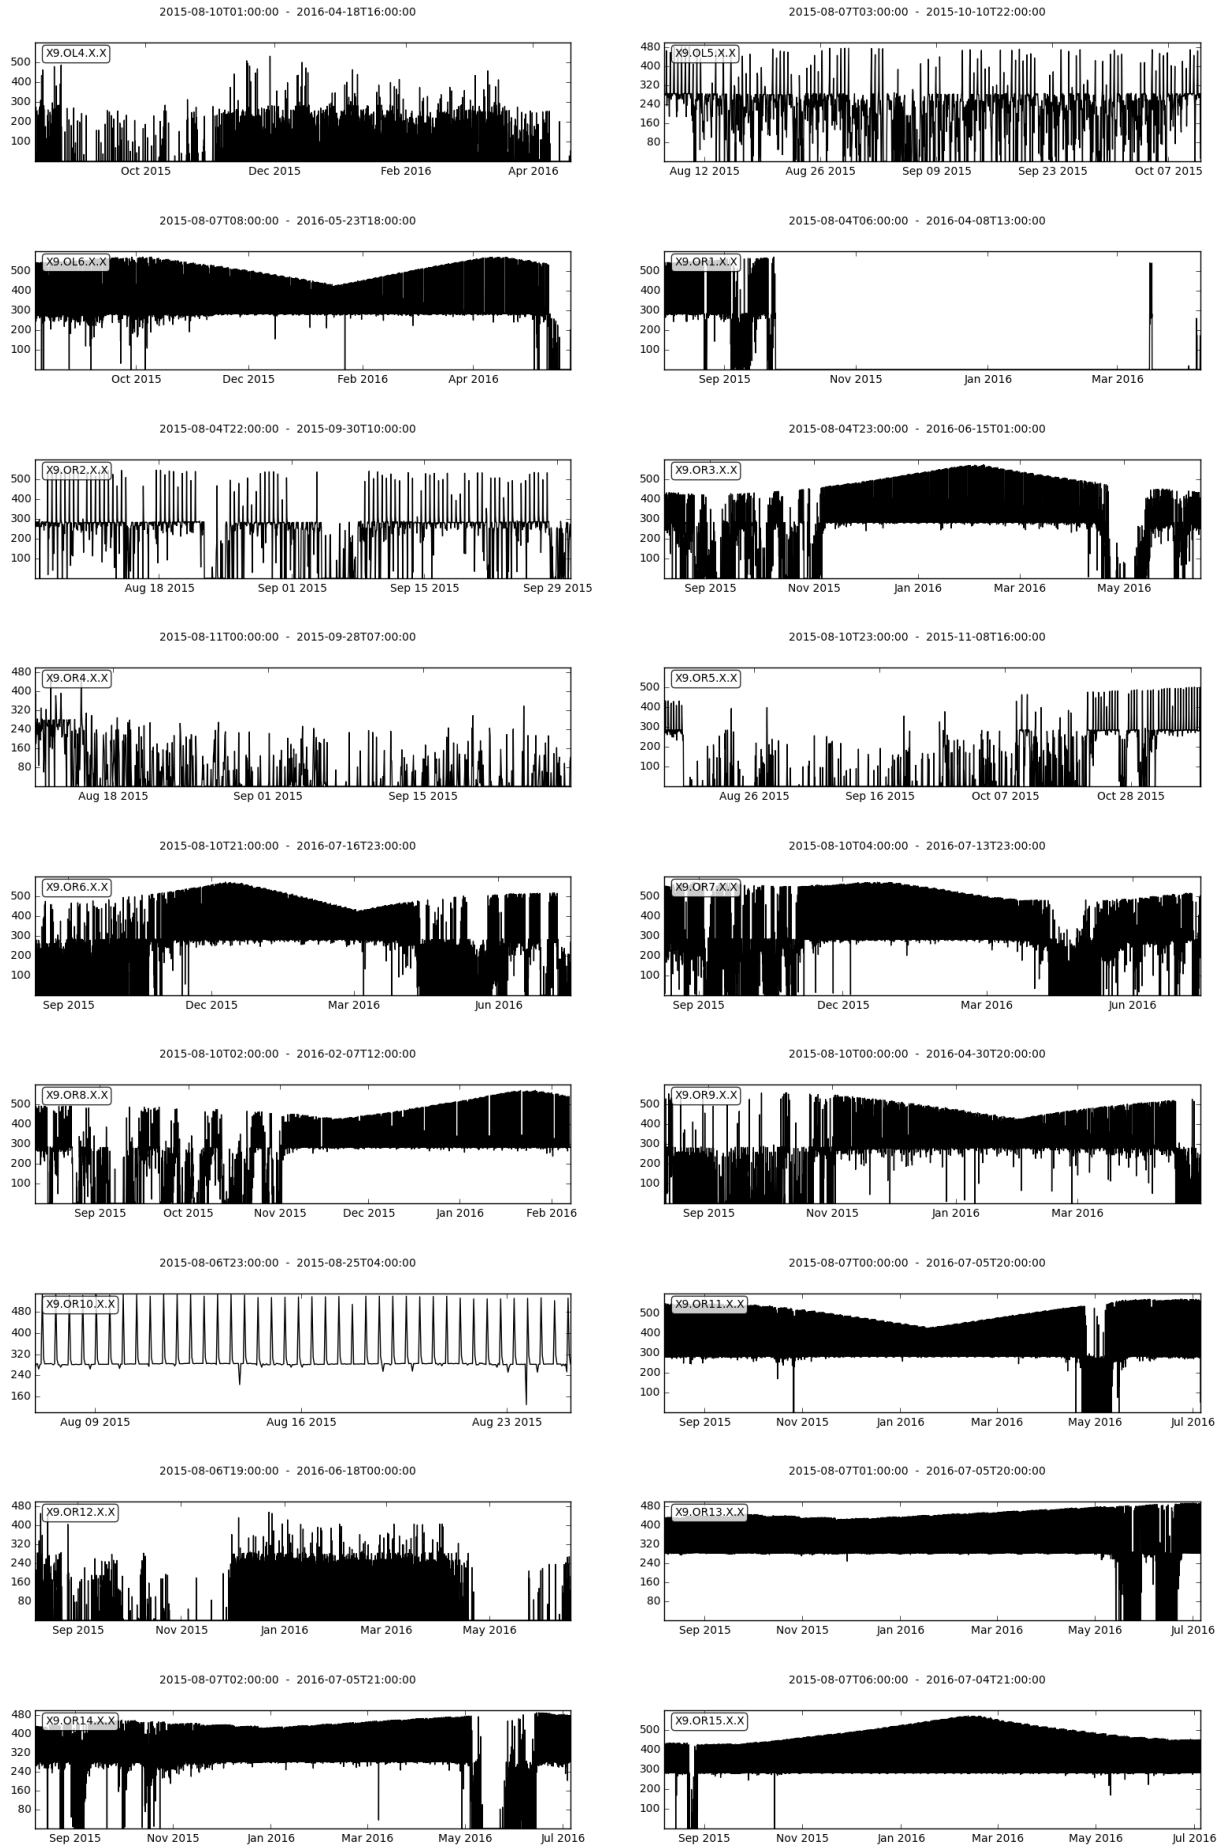 2015-08-10T01:00:00 - 2016-04-18T16:00:00
X9.OL4.X.X
500
400
300
200
100
Oct 2015 Dec 2015 Feb 2016 Apr 2016
2015-08-07T03:00:00 - 2015-10-10T22:00:00
X9.OL5.X.X
480
400
320
240
160
80
Aug 12 2015 Aug 26 2015 Sep 09 2015 Sep 23 2015 Oct 07 2015
2015-08-07T08:00:00 - 2016-05-23T18:00:00
X9.OL6.X.X
500
400
300
200
100
Oct 2015 Dec 2015 Feb 2016 Apr 2016
2015-08-04T06:00:00 - 2016-04-08T13:00:00
X9.OR1.X.X
500
400
300
200
100
Sep 2015 Nov 2015 Jan 2016 Mar 2016
2015-08-04T22:00:00 - 2015-09-30T10:00:00
X9.OR2.X.X
500
400
300
200
100
Aug 18 2015 Sep 01 2015 Sep 15 2015 Sep 29 2015
2015-08-04T23:00:00 - 2016-06-15T01:00:00
X9.OR3.X.X
500
400
300
200
100
Sep 2015 Nov 2015 Jan 2016 Mar 2016 May 2016
2015-08-11T00:00:00 - 2015-09-28T07:00:00
X9.OR4.X.X
480
400
320
240
160
80
Aug 18 2015 Sep 01 2015 Sep 15 2015
2015-08-10T23:00:00 - 2015-11-08T16:00:00
X9.OR5.X.X
500
400
300
200
100
Aug 26 2015 Sep 16 2015 Oct 07 2015 Oct 28 2015
2015-08-10T21:00:00 - 2016-07-16T23:00:00
X9.OR6.X.X
500
400
300
200
100
Sep 2015 Dec 2015 Mar 2016 Jun 2016
2015-08-10T04:00:00 - 2016-07-13T23:00:00
X9.OR7.X.X
500
400
300
200
100
Sep 2015 Dec 2015 Mar 2016 Jun 2016
2015-08-10T02:00:00 - 2016-02-07T12:00:00
X9.OR8.X.X
500
400
300
200
100
Sep 2015 Oct 2015 Nov 2015 Dec 2015 Jan 2016 Feb 2016
2015-08-10T00:00:00 - 2016-04-30T20:00:00
X9.OR9.X.X
500
400
300
200
100
Sep 2015 Nov 2015 Jan 2016 Mar 2016
2015-08-06T23:00:00 - 2015-08-25T04:00:00
X9.OR10.X.X
480
400
320
240
160
Aug 09 2015 Aug 16 2015 Aug 23 2015
2015-08-07T00:00:00 - 2016-07-05T20:00:00
X9.OR11.X.X
500
400
300
200
100
Sep 2015 Nov 2015 Jan 2016 Mar 2016 May 2016 Jul 2016
2015-08-06T19:00:00 - 2016-06-18T00:00:00
X9.OR12.X.X
480
400
320
240
160
80
Sep 2015 Nov 2015 Jan 2016 Mar 2016 May 2016
2015-08-07T01:00:00 - 2016-07-05T20:00:00
X9.OR13.X.X
480
400
320
240
160
80
Sep 2015 Nov 2015 Jan 2016 Mar 2016 May 2016 Jul 2016
2015-08-07T02:00:00 - 2016-07-05T21:00:00
X9.OR14.X.X
480
400
320
240
160
80
Sep 2015 Nov 2015 Jan 2016 Mar 2016 May 2016 Jul 2016
2015-08-07T06:00:00 - 2016-07-04T21:00:00
X9.OR15.X.X
500
400
300
200
100
Sep 2015 Nov 2015 Jan 2016 Mar 2016 May 2016 Jul 2016